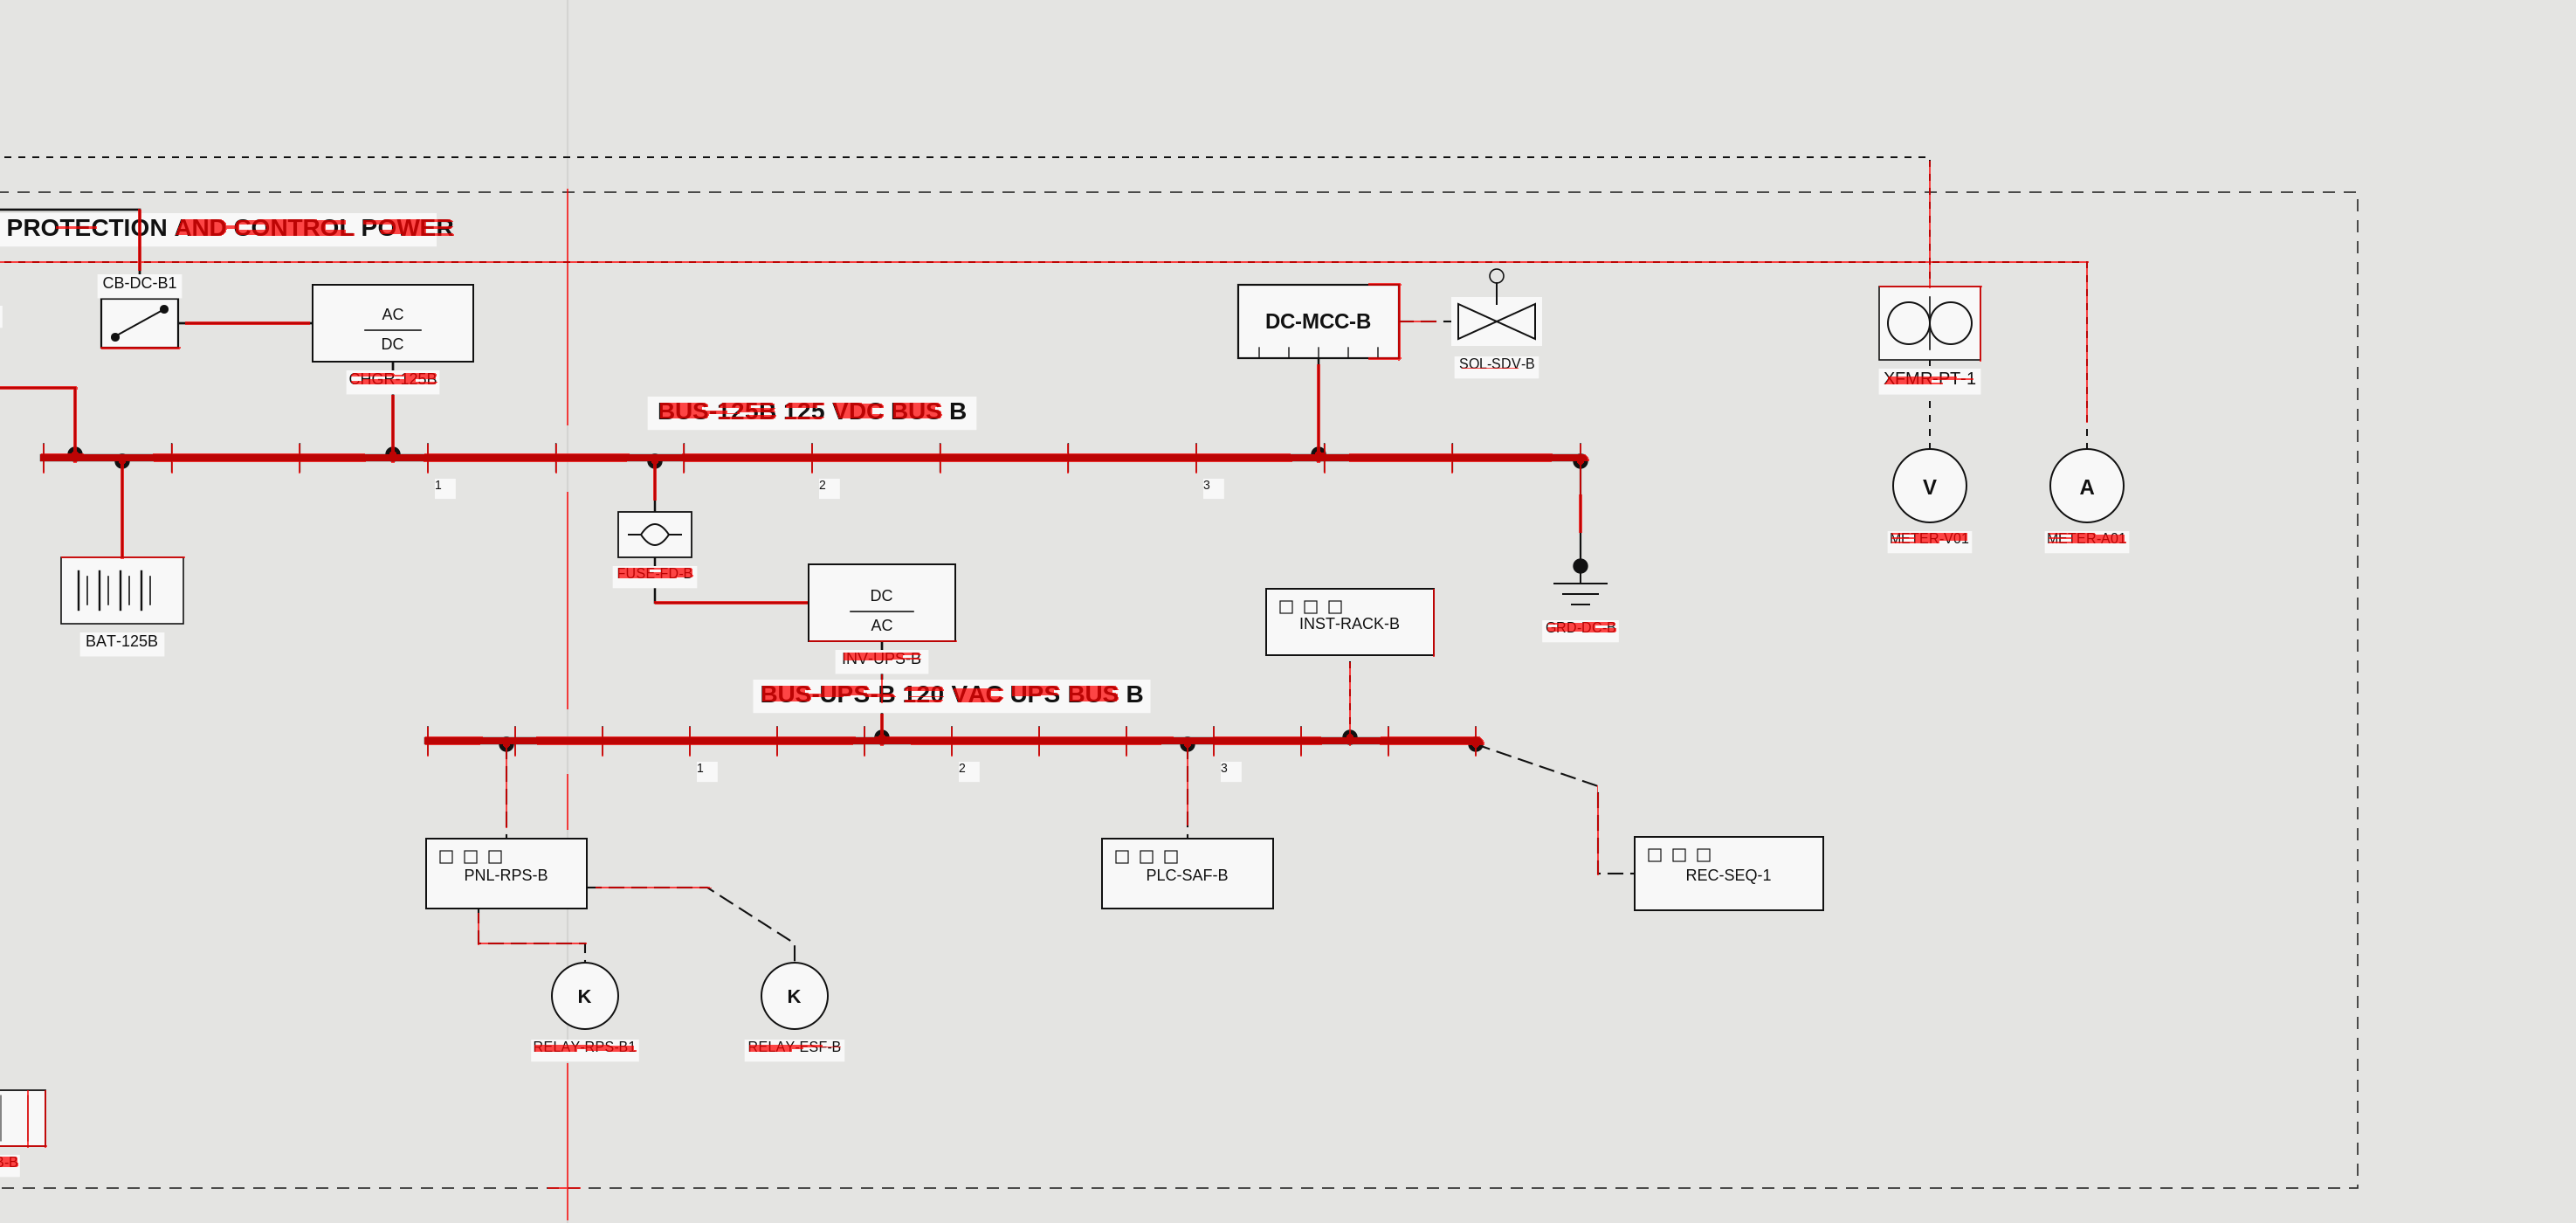 PROTECTION AND CONTROL POWER
CB-DC-B1
AC
DC
CHGR-125B
DC-MCC-B
SOL-SDV-B
XFMR-PT-1
BUS-125B 125 VDC BUS B
1
2
3
V
A
METER-V01
METER-A01
FUSE-FD-B
DC
AC
INV-UPS-B
INST-RACK-B
GRD-DC-B
BAT-125B
BUS-UPS-B 120 VAC UPS BUS B
1
2
3
PNL-RPS-B
PLC-SAF-B
REC-SEQ-1
K
K
RELAY-RPS-B1
RELAY-ESF-B